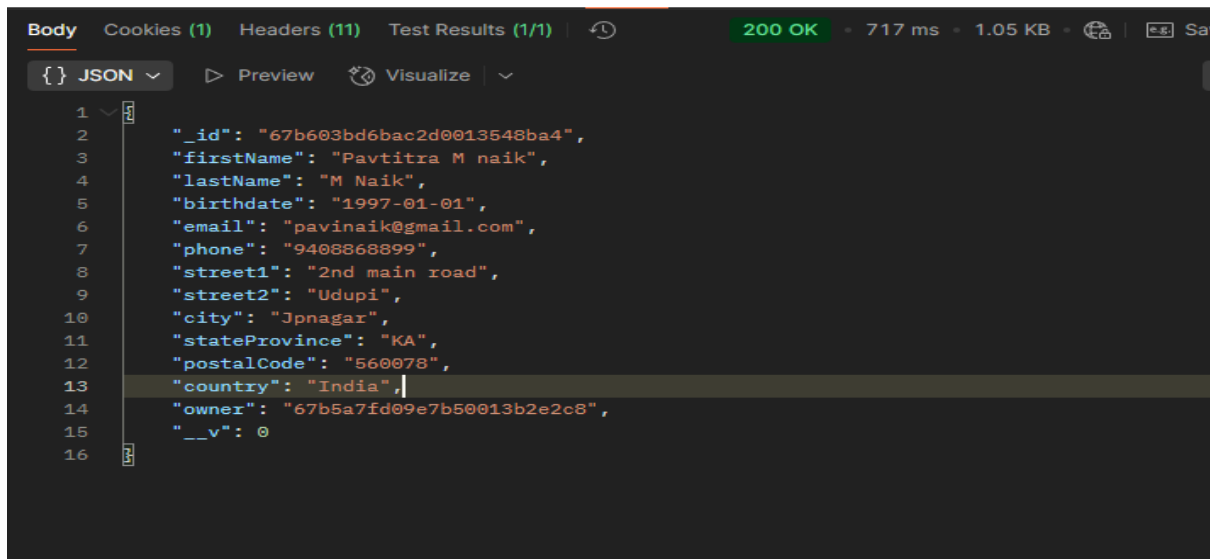 Body Cookies (1) Headers (11) Test Results (1/1) 200 OK 717 ms 1.05 KB e.g. Sa
{} JSON Preview Visualize
1 {
2 "_id": "67b603bd6bac2d0013548ba4",
3 "firstName": "Pavtitra M naik",
4 "lastName": "M Naik",
5 "birthdate": "1997-01-01",
6 "email": "pavinaik@gmail.com",
7 "phone": "9408868899",
8 "street1": "2nd main road",
9 "street2": "Udupi",
10 "city": "Jpnagar",
11 "stateProvince": "KA",
12 "postalCode": "560078",
13 "country": "India",
14 "owner": "67b5a7fd09e7b50013b2e2c8",
15 "__v": 0
16 }